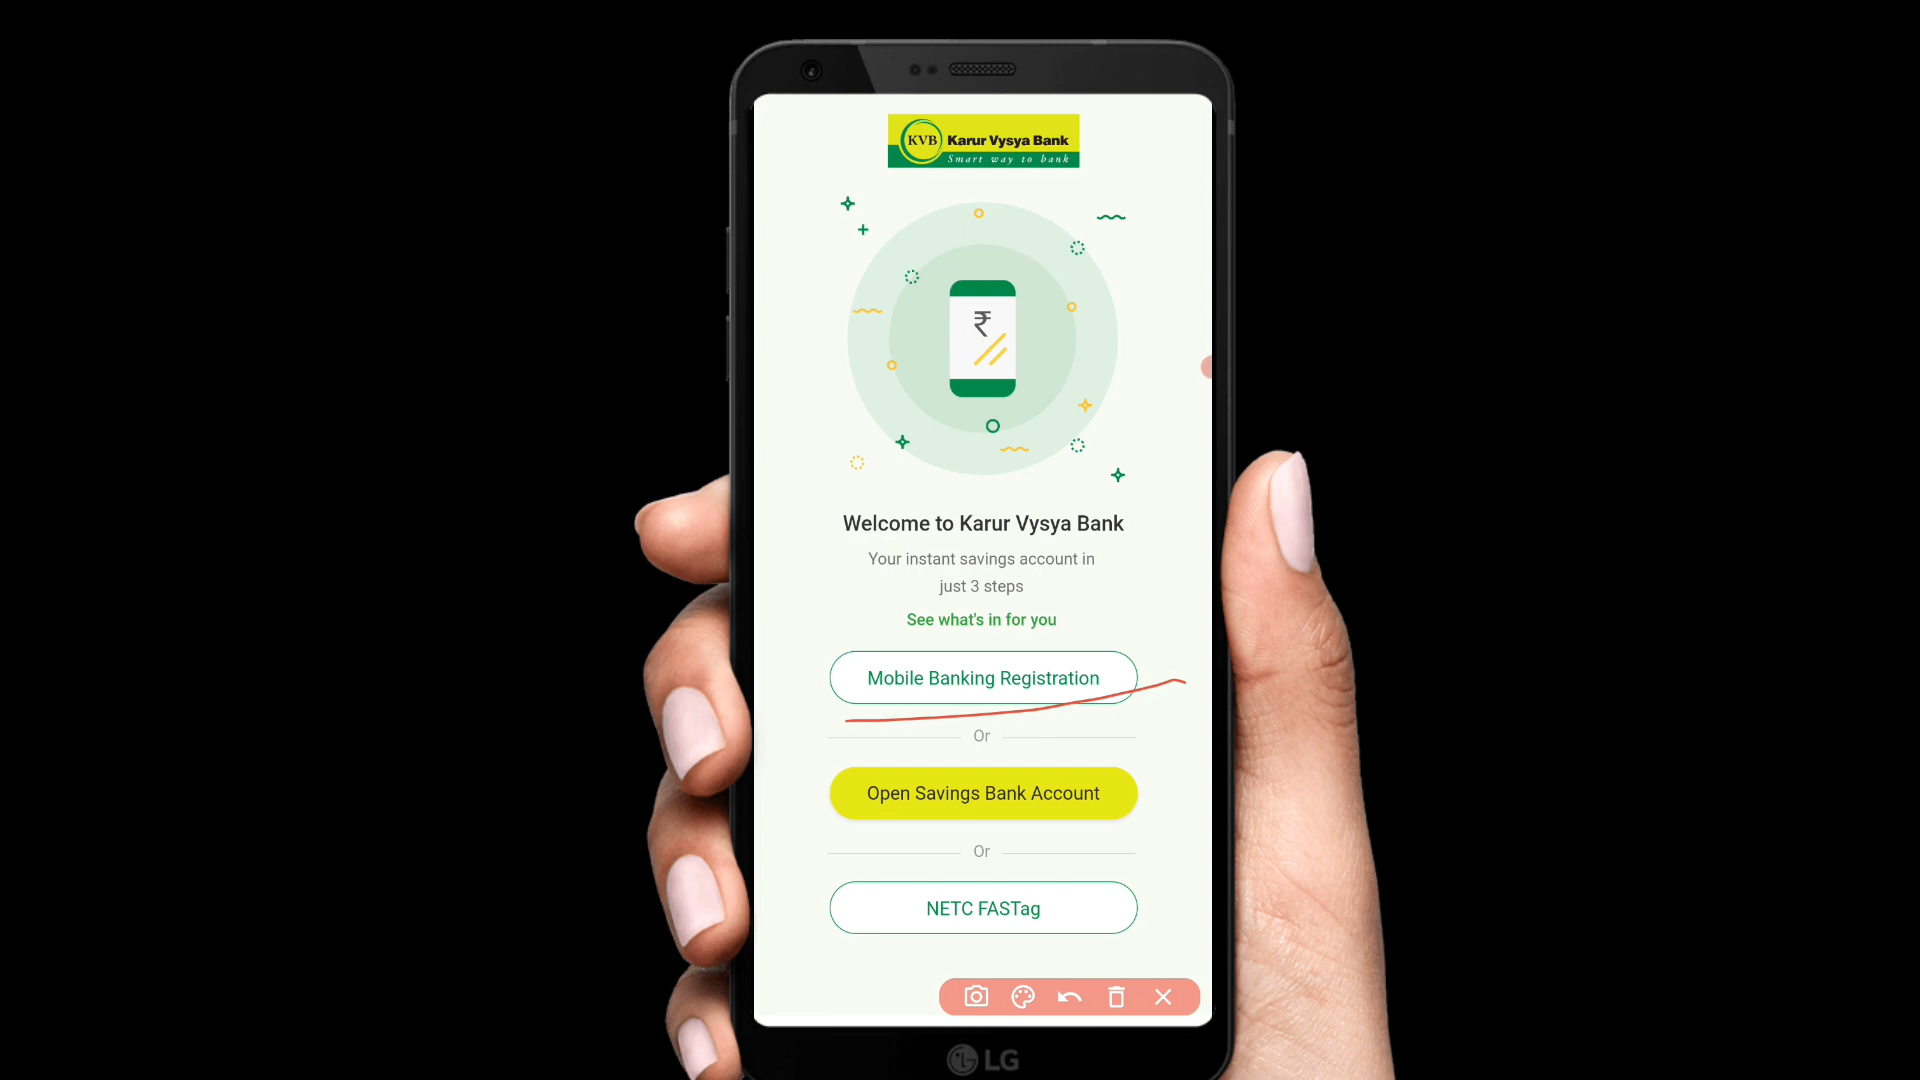 KVB Karur Vysya Bank
Smart way to bank
₹
Welcome to Karur Vysya Bank
Your instant savings account in
just 3 steps
See what's in for you
Mobile Banking Registration
Or
Open Savings Bank Account
Or
NETC FASTag
LG